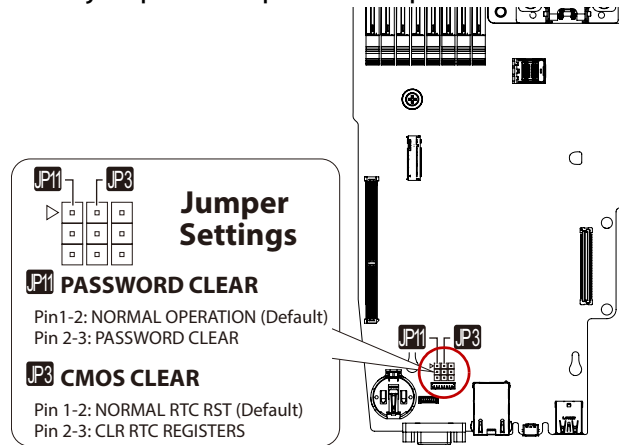 JP11 JP3
Jumper
Settings
JP11 PASSWORD CLEAR
Pin1-2: NORMAL OPERATION (Default)
Pin 2-3: PASSWORD CLEAR
JP3 CMOS CLEAR
Pin 1-2: NORMAL RTC RST (Default)
Pin 2-3: CLR RTC REGISTERS
JP11 JP3